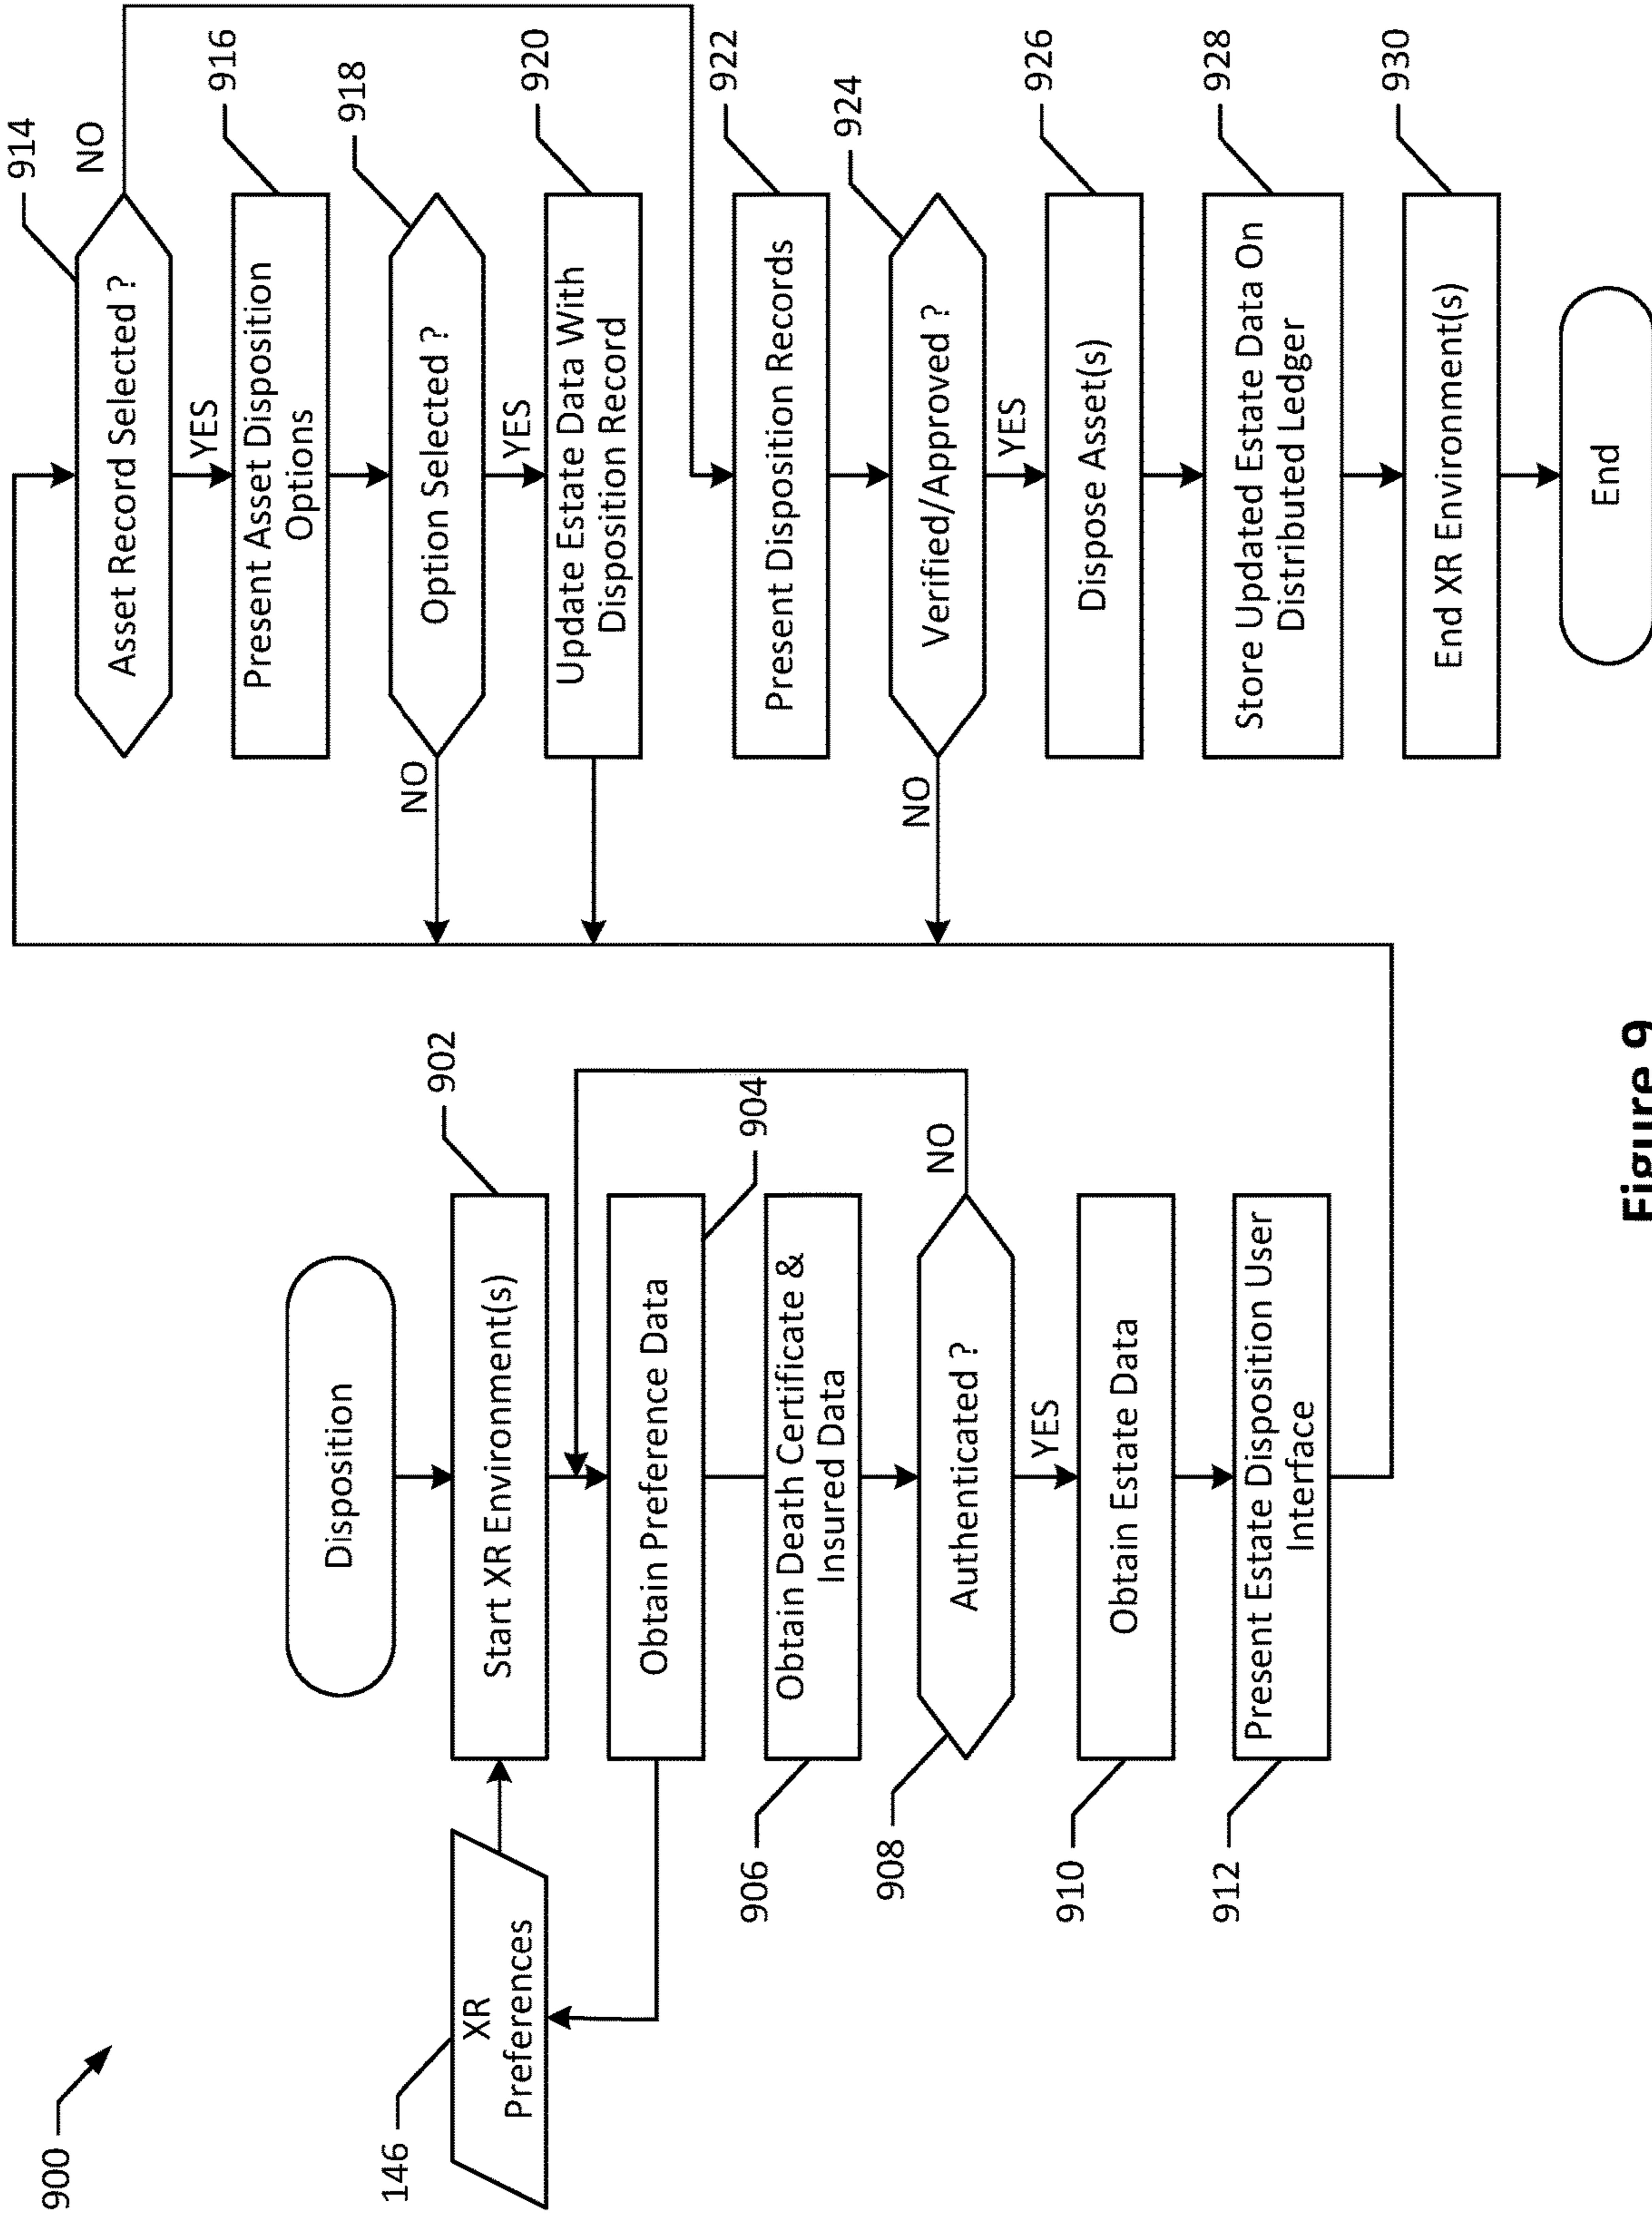 900
Disposition
146
XR
Preferences
Start XR Environment(s)
902
Obtain Preference Data
904
906
Obtain Death Certificate &
Insured Data
908
Authenticated ?
NO
YES
910
Obtain Estate Data
912
Present Estate Disposition User
Interface
914
Asset Record Selected ?
NO
YES
916
Present Asset Disposition
Options
918
Option Selected ?
NO
YES
920
Update Estate Data With
Disposition Record
922
Present Disposition Records
924
Verified/Approved ?
NO
YES
926
Dispose Asset(s)
928
Store Updated Estate Data On
Distributed Ledger
930
End XR Environment(s)
End
Figure 9